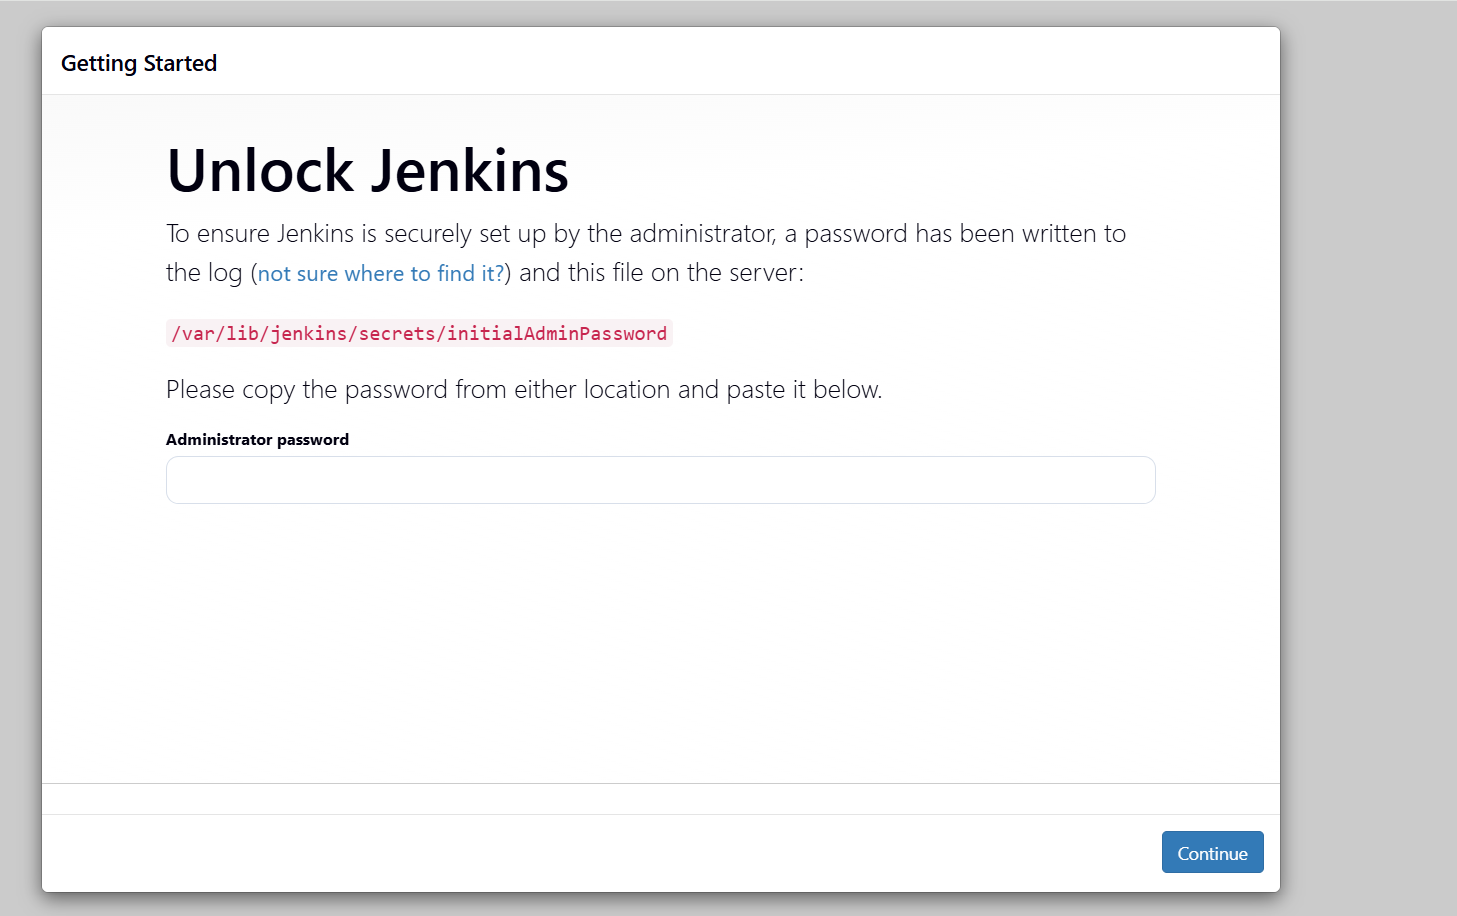 Getting Started
Unlock Jenkins
To ensure Jenkins is securely set up by the administrator, a password has been written to
the log (not sure where to find it?) and this file on the server:
/var/lib/jenkins/secrets/initialAdminPassword
Please copy the password from either location and paste it below.
Administrator password
Continue